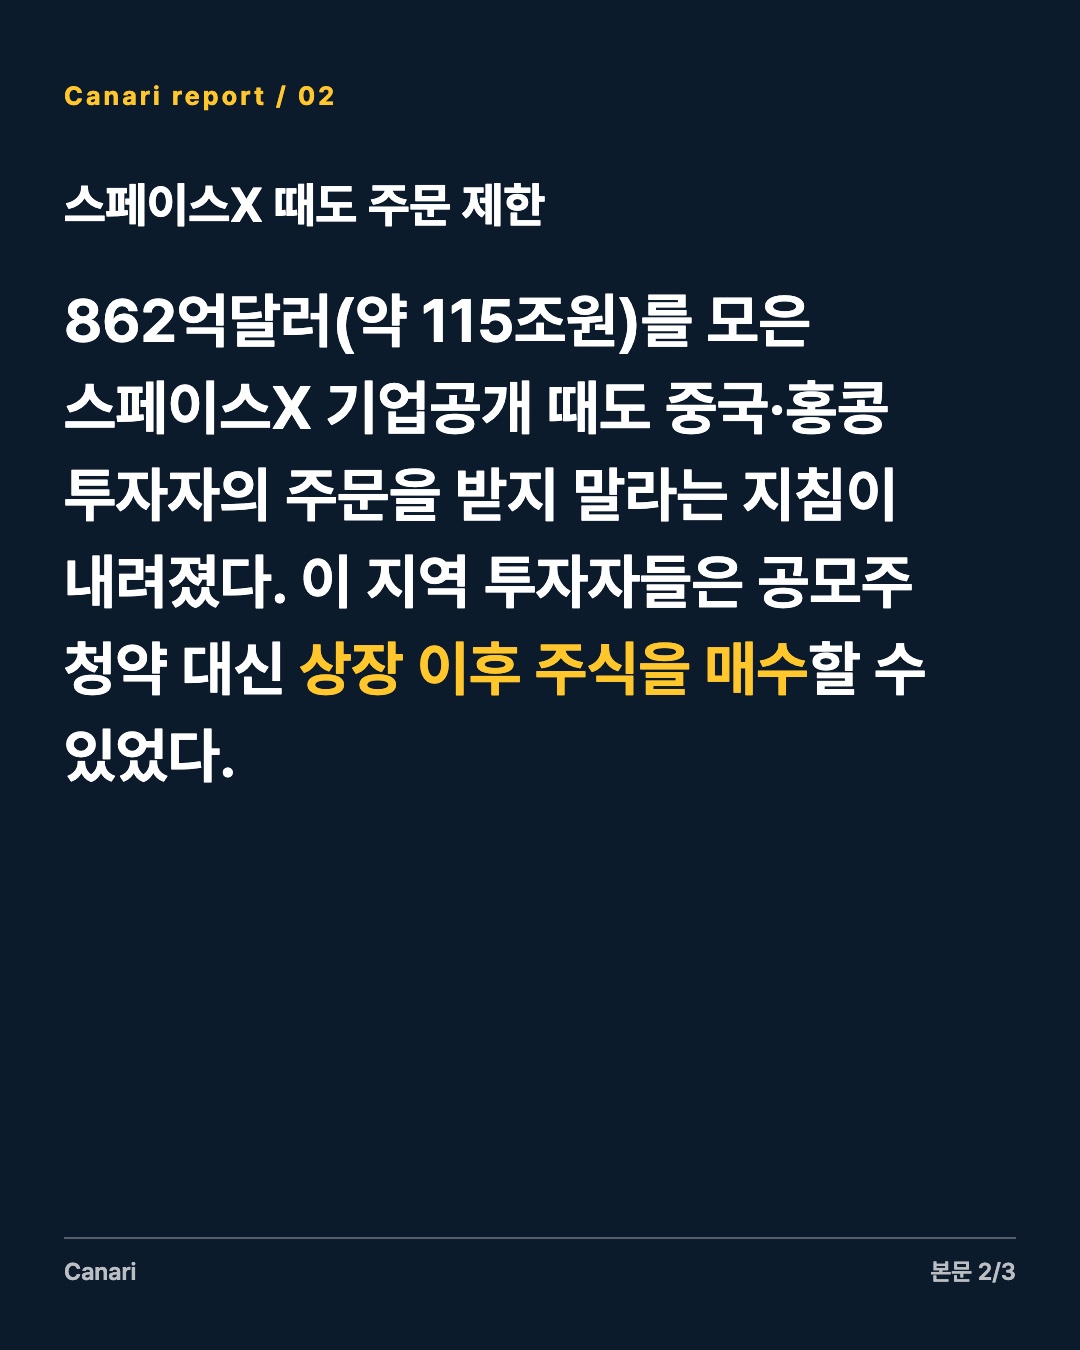 Canari report / 02
스페이스X 때도 주문 제한
862억달러(약 115조원)를 모은
스페이스X 기업공개 때도 중국·홍콩
투자자의 주문을 받지 말라는 지침이
내려졌다. 이 지역 투자자들은 공모주
청약 대신 상장 이후 주식을 매수할 수
있었다.
Canari
본문 2/3